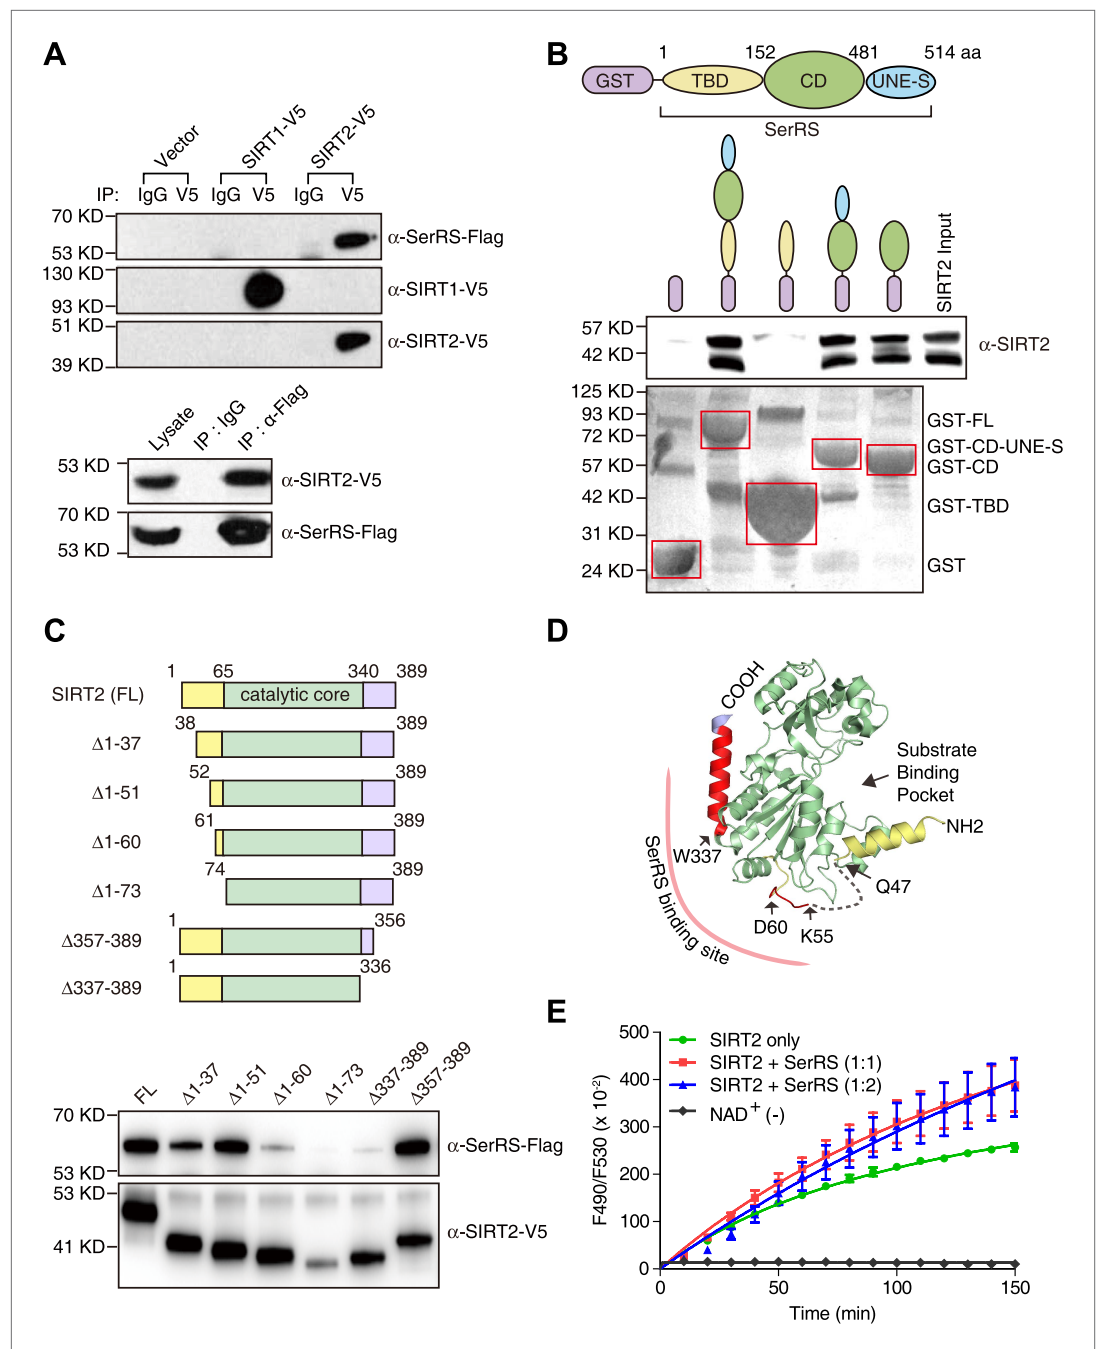 A
Vector SIRT1-V5 SIRT2-V5
IP: IgG V5 IgG V5 IgG V5
70 KD
53 KD
α-SerRS-Flag
130 KD
93 KD
α-SIRT1-V5
51 KD
39 KD
α-SIRT2-V5
Lysate IP : IgG IP : α-Flag
53 KD
α-SIRT2-V5
70 KD
53 KD
α-SerRS-Flag
B
1 152 481 514 aa
GST TBD CD UNE-S
SerRS
SIRT2 Input
57 KD
42 KD
α-SIRT2
125 KD
93 KD
72 KD
57 KD
42 KD
31 KD
24 KD
GST-FL
GST-CD-UNE-S
GST-CD
GST-TBD
GST
C
1 65 340 389
SIRT2 (FL) catalytic core
38 389
Δ1-37
52 389
Δ1-51
61 389
Δ1-60
74 389
Δ1-73
1 356
Δ357-389
1 336
Δ337-389
FL Δ1-37 Δ1-51 Δ1-60 Δ1-73 Δ337-389 Δ357-389
70 KD
53 KD
α-SerRS-Flag
53 KD
41 KD
α-SIRT2-V5
D
COOH
Substrate
Binding
Pocket
NH2
W337
Q47
D60
K55
SerRS binding site
E
SIRT2 only
SIRT2 + SerRS (1:1)
SIRT2 + SerRS (1:2)
NAD+ (-)
F490/F530 (x 10-2)
500
400
300
200
100
0
0 50 100 150
Time (min)